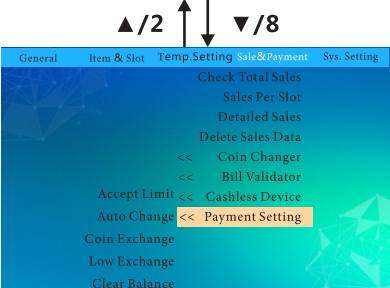 ▲/2 ▼/8
General Item & Slot Temp.Setting Sale&Payment Sys. Setting
Check Total Sales
Sales Per Slot
Detailed Sales
Delete Sales Data
<< Coin Changer
<< Bill Validator
Accept Limit << Cashless Device
Auto Change << Payment Setting
Coin Exchange
Low Exchange
Clear Balance